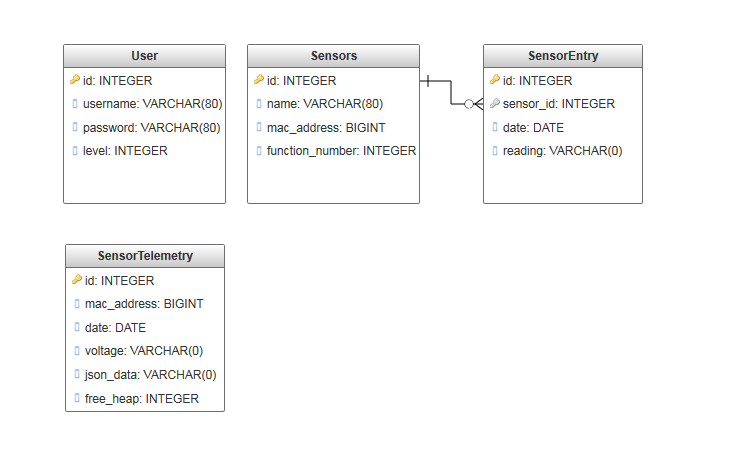 User
id: INTEGER
username: VARCHAR(80)
password: VARCHAR(80)
level: INTEGER
Sensors
id: INTEGER
name: VARCHAR(80)
mac_address: BIGINT
function_number: INTEGER
SensorEntry
id: INTEGER
sensor_id: INTEGER
date: DATE
reading: VARCHAR(0)
SensorTelemetry
id: INTEGER
mac_address: BIGINT
date: DATE
voltage: VARCHAR(0)
json_data: VARCHAR(0)
free_heap: INTEGER